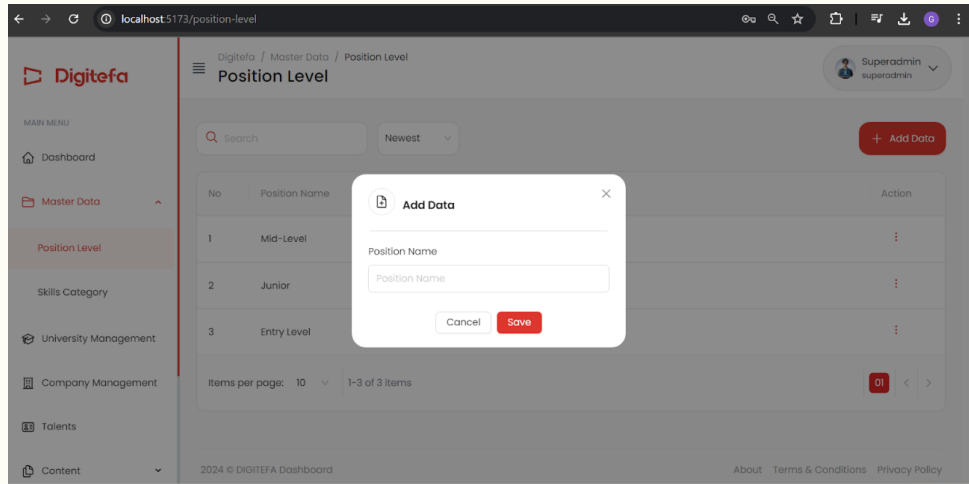 localhost:5173/position-level
G
Digitefa
Digitefa / Master Data / Position Level
Position Level
Superadmin
superadmin
MAIN MENU
Dashboard
Master Data
Position Level
Skills Category
University Management
Company Management
Talents
Content
Search
Newest
+ Add Data
No Position Name Action
1 Mid-Level
2 Junior
3 Entry Level
Add Data
Position Name
Position Name
Cancel Save
Items per page: 10 1-3 of 3 items
01 < >
2024 © DIGITEFA Dashboard
About Terms & Conditions Privacy Policy